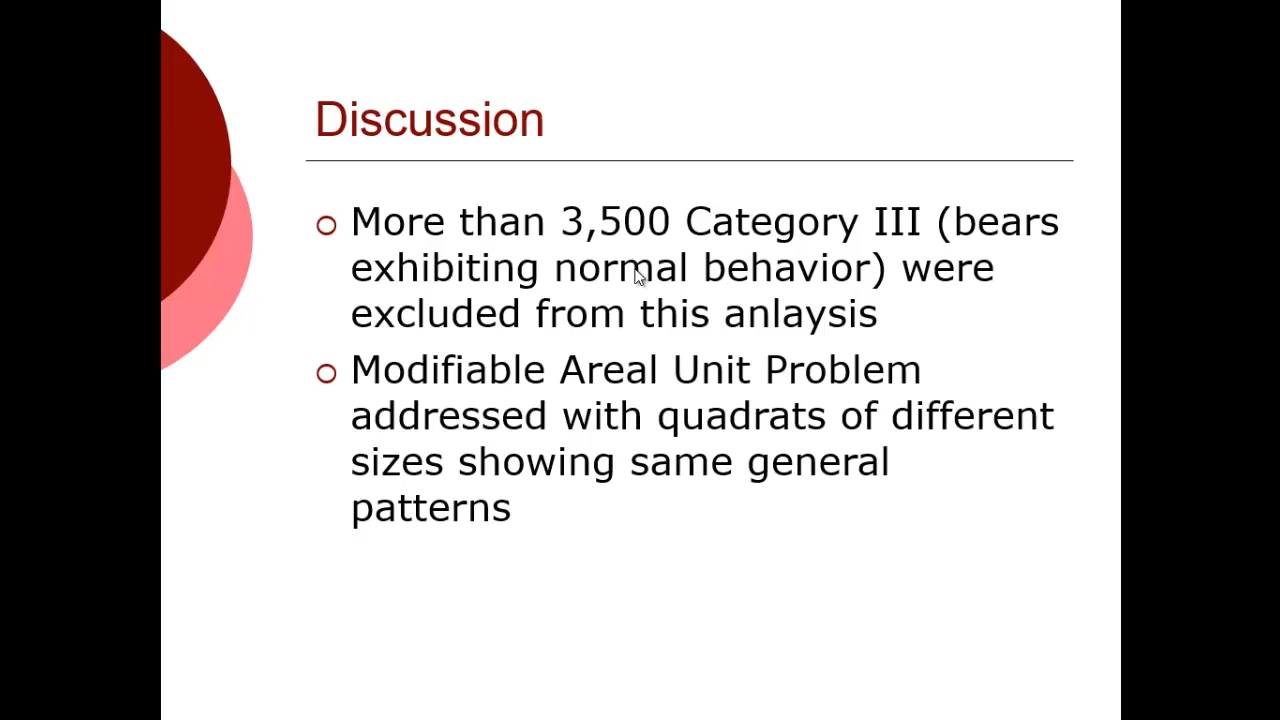 Discussion
More than 3,500 Category III (bears
exhibiting normal behavior) were
excluded from this anlaysis
Modifiable Areal Unit Problem
addressed with quadrats of different
sizes showing same general
patterns